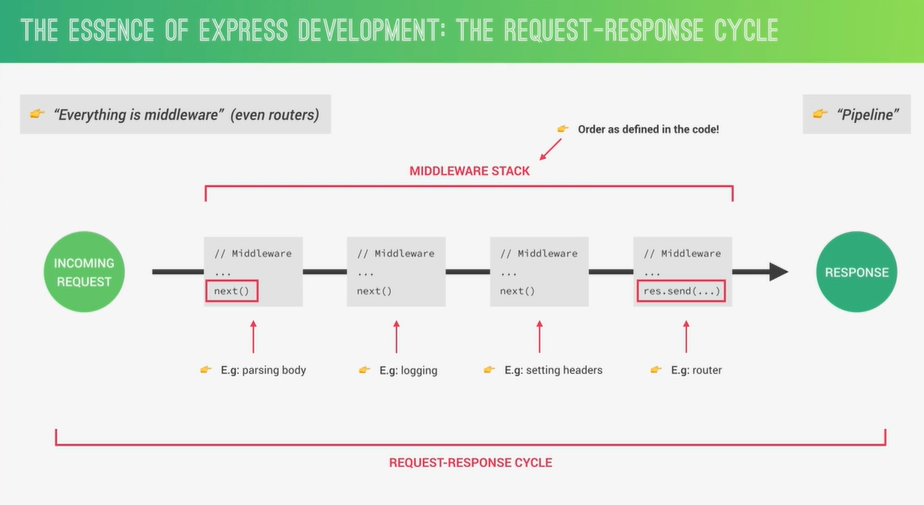 THE ESSENCE OF EXPRESS DEVELOPMENT: THE REQUEST-RESPONSE CYCLE
👉 “Everything is middleware” (even routers)
👉 “Pipeline”
👉 Order as defined in the code!
MIDDLEWARE STACK
INCOMING
REQUEST
// Middleware
...
next()
// Middleware
...
next()
// Middleware
...
next()
// Middleware
...
res.send(...)
RESPONSE
👉 E.g: parsing body
👉 E.g: logging
👉 E.g: setting headers
👉 E.g: router
REQUEST-RESPONSE CYCLE